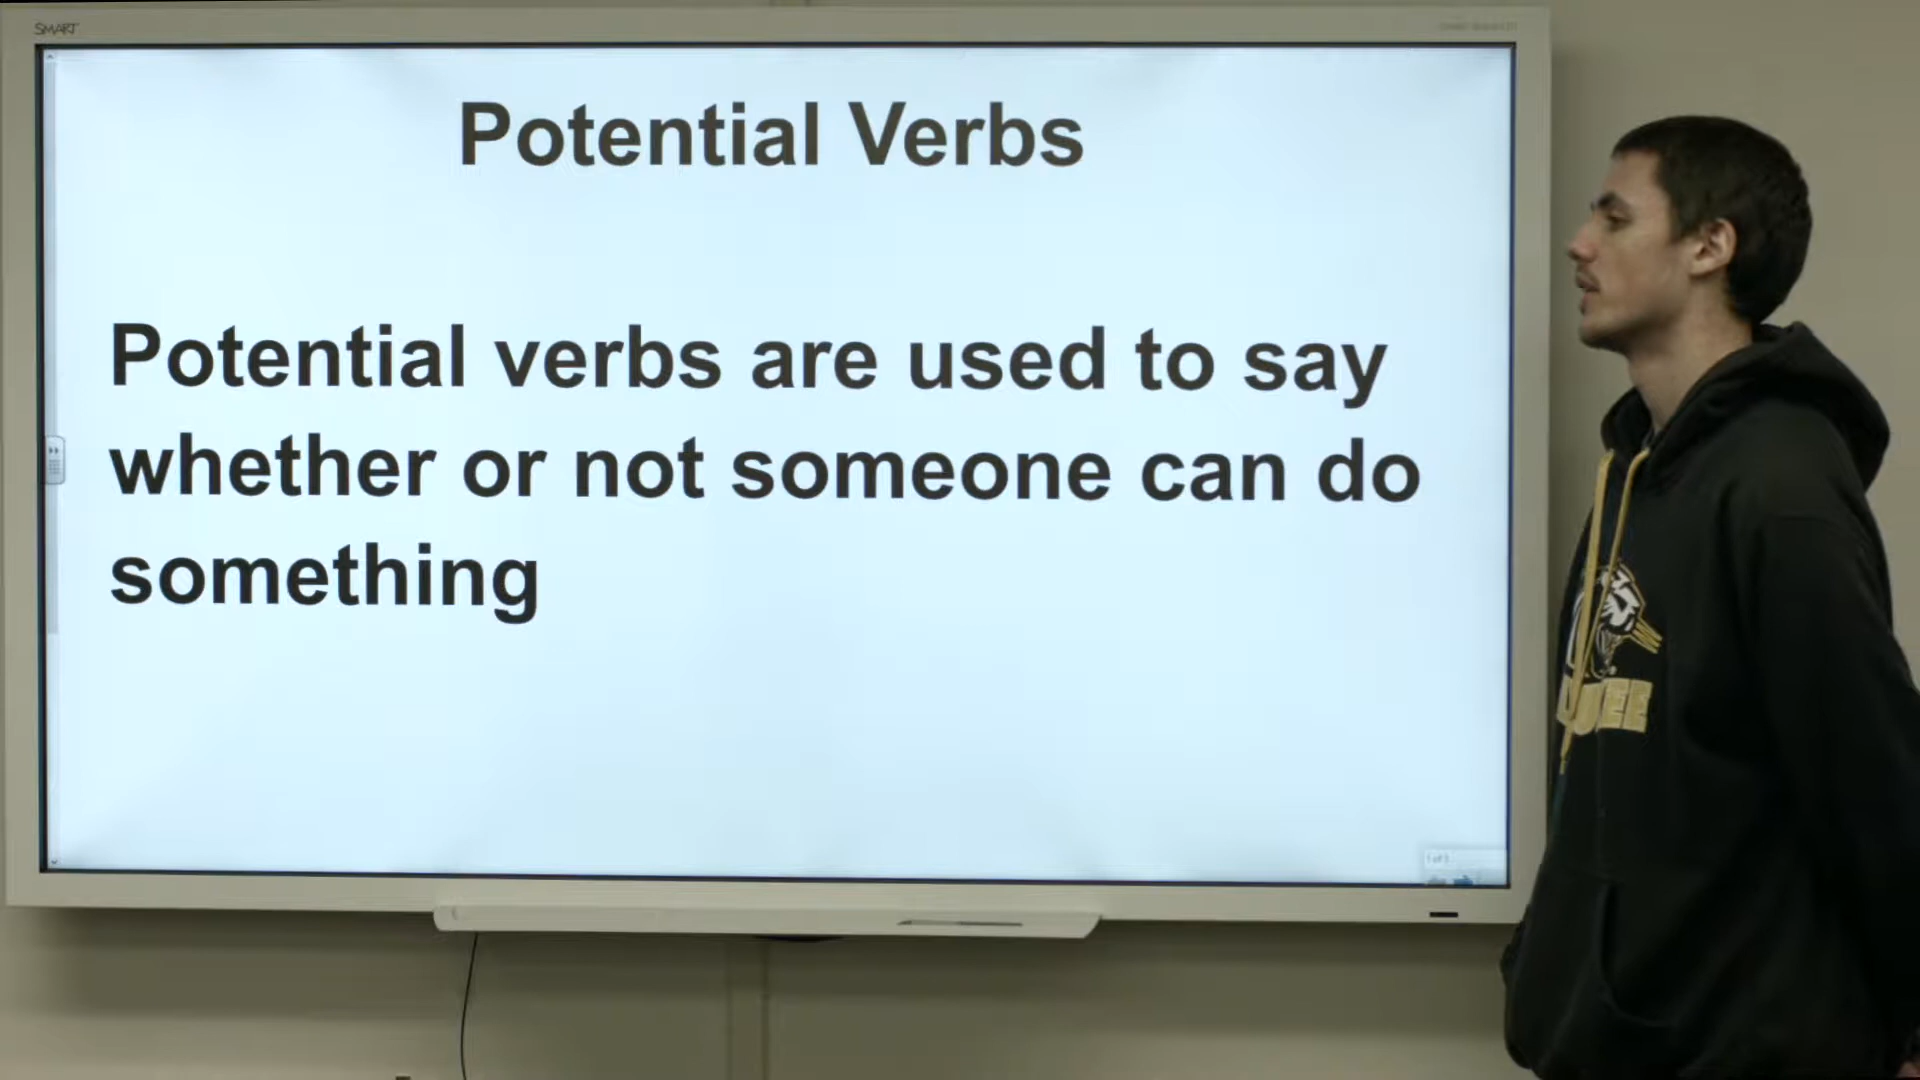 SMART
Potential Verbs
Potential verbs are used to say
whether or not someone can do
something